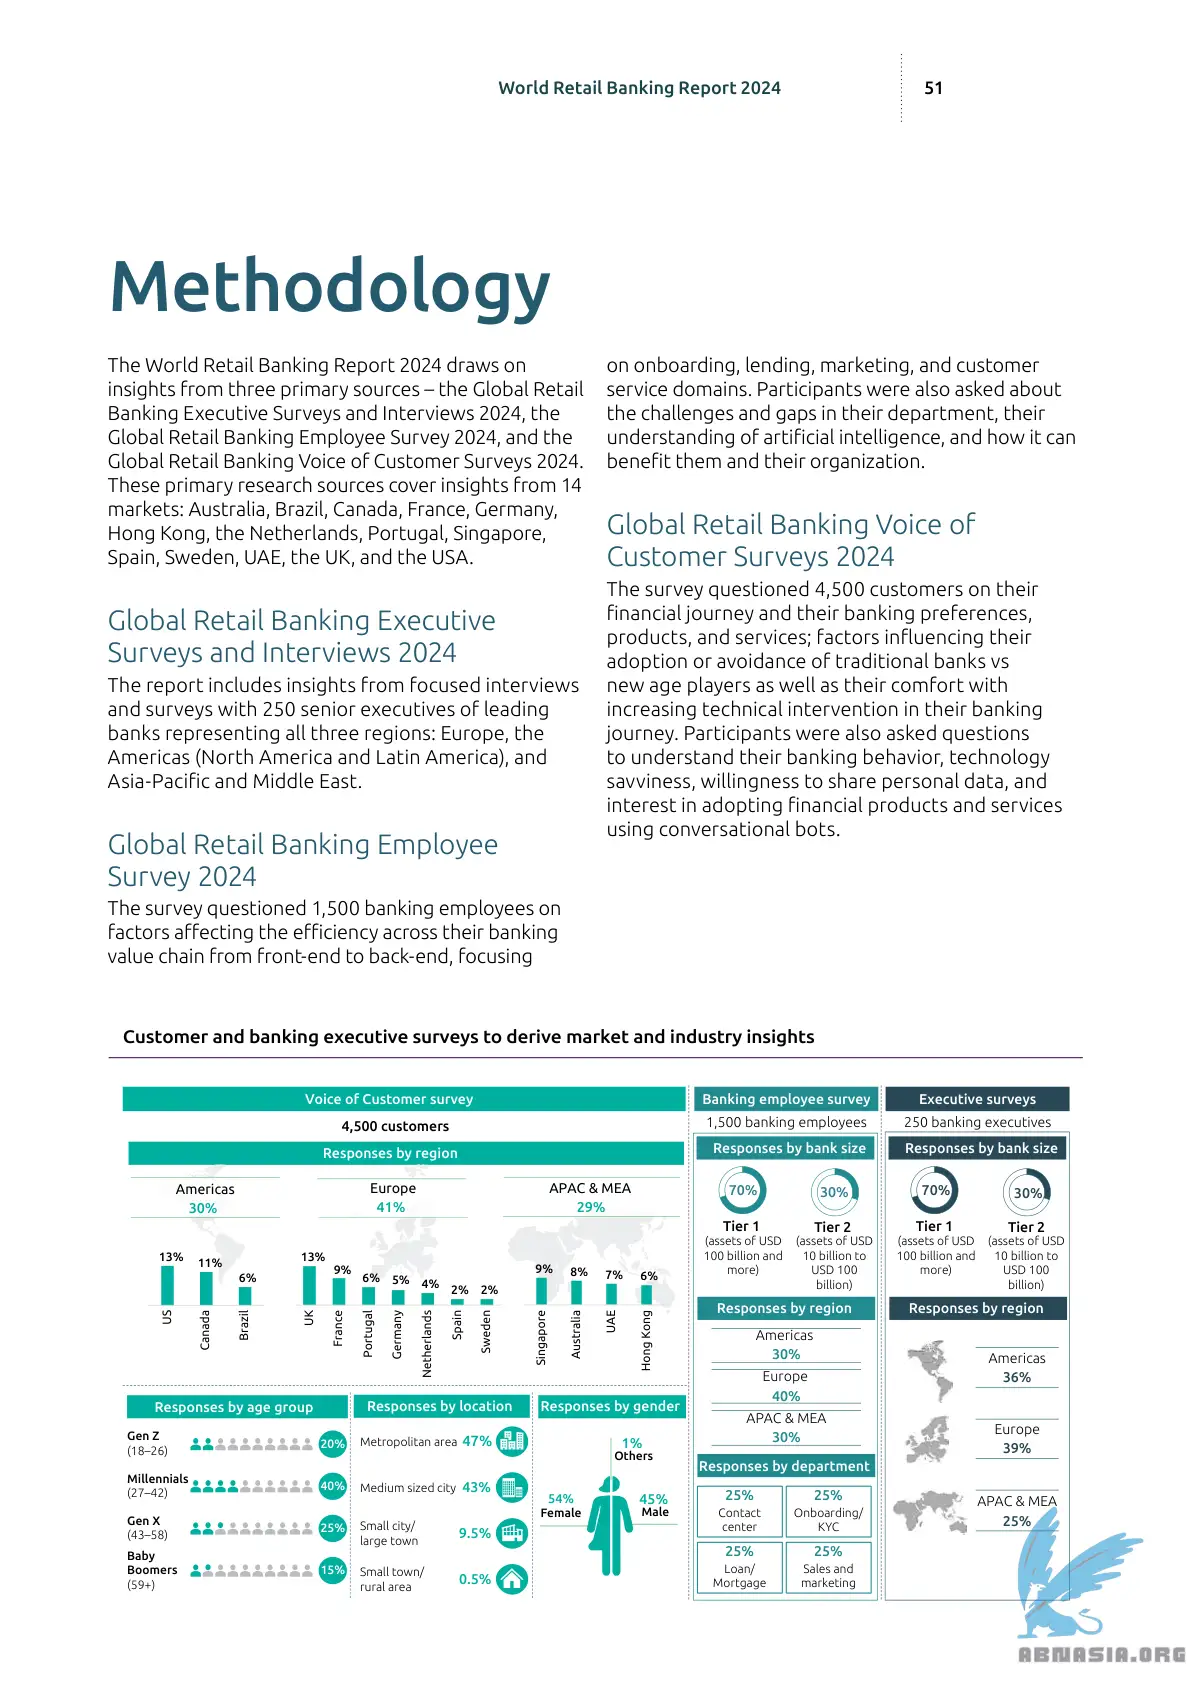 World Retail Banking Report 2024
51
Methodology
The World Retail Banking Report 2024 draws on
insights from three primary sources – the Global Retail
Banking Executive Surveys and Interviews 2024, the
Global Retail Banking Employee Survey 2024, and the
Global Retail Banking Voice of Customer Surveys 2024.
These primary research sources cover insights from 14
markets: Australia, Brazil, Canada, France, Germany,
Hong Kong, the Netherlands, Portugal, Singapore,
Spain, Sweden, UAE, the UK, and the USA.
Global Retail Banking Executive
Surveys and Interviews 2024
The report includes insights from focused interviews
and surveys with 250 senior executives of leading
banks representing all three regions: Europe, the
Americas (North America and Latin America), and
Asia-Pacific and Middle East.
Global Retail Banking Employee
Survey 2024
The survey questioned 1,500 banking employees on
factors affecting the efficiency across their banking
value chain from front-end to back-end, focusing
on onboarding, lending, marketing, and customer
service domains. Participants were also asked about
the challenges and gaps in their department, their
understanding of artificial intelligence, and how it can
benefit them and their organization.
Global Retail Banking Voice of
Customer Surveys 2024
The survey questioned 4,500 customers on their
financial journey and their banking preferences,
products, and services; factors influencing their
adoption or avoidance of traditional banks vs
new age players as well as their comfort with
increasing technical intervention in their banking
journey. Participants were also asked questions
to understand their banking behavior, technology
savviness, willingness to share personal data, and
interest in adopting financial products and services
using conversational bots.
Customer and banking executive surveys to derive market and industry insights
Voice of Customer survey
4,500 customers
Responses by region
Americas
30%
Europe
41%
APAC & MEA
29%
13%
11%
6%
US
Canada
Brazil
13%
9%
6%
5%
4%
2%
2%
UK
France
Portugal
Germany
Netherlands
Spain
Sweden
9%
8%
7%
6%
Singapore
Australia
UAE
Hong Kong
Responses by age group
Gen Z
(18–26)
20%
Millennials
(27–42)
40%
Gen X
(43–58)
25%
Baby
Boomers
(59+)
15%
Responses by location
Metropolitan area 47%
Medium sized city 43%
Small city/
large town
9.5%
Small town/
rural area
0.5%
Responses by gender
1%
Others
54%
Female
45%
Male
Banking employee survey
1,500 banking employees
Responses by bank size
70%
30%
Tier 1
(assets of USD
100 billion and
more)
Tier 2
(assets of USD
10 billion to
USD 100
billion)
Responses by region
Americas
30%
Europe
40%
APAC & MEA
30%
Responses by department
25%
Contact
center
25%
Onboarding/
KYC
25%
Loan/
Mortgage
25%
Sales and
marketing
Executive surveys
250 banking executives
Responses by bank size
70%
30%
Tier 1
(assets of USD
100 billion and
more)
Tier 2
(assets of USD
10 billion to
USD 100
billion)
Responses by region
Americas
36%
Europe
39%
APAC & MEA
25%
ABNASIA.ORG